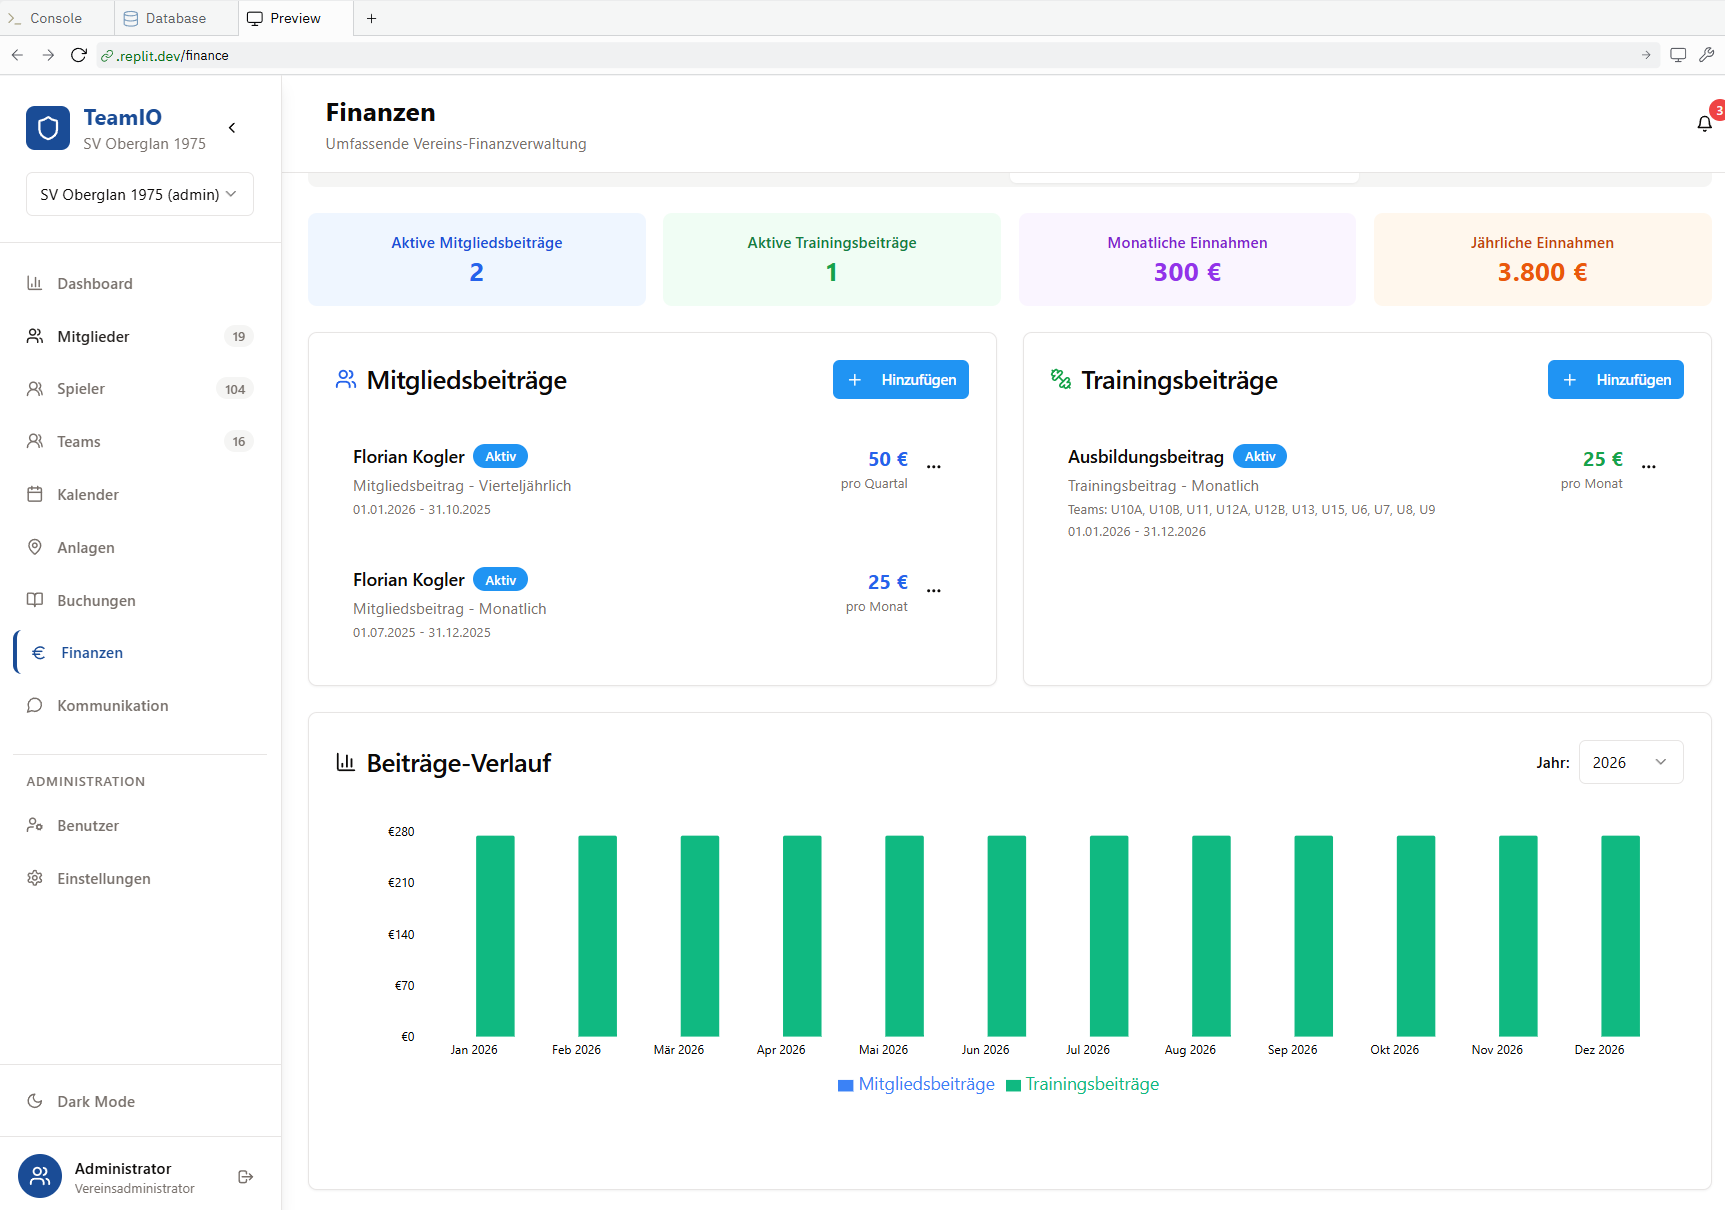 Console
Database
Preview
.replit.dev/finance
TeamIO
SV Oberglan 1975
SV Oberglan 1975 (admin)
Dashboard
Mitglieder 19
Spieler 104
Teams 16
Kalender
Anlagen
Buchungen
Finanzen
Kommunikation
ADMINISTRATION
Benutzer
Einstellungen
Dark Mode
Administrator
Vereinsadministrator
Finanzen
Umfassende Vereins-Finanzverwaltung
3
Aktive Mitgliedsbeiträge
2
Aktive Trainingsbeiträge
1
Monatliche Einnahmen
300 €
Jährliche Einnahmen
3.800 €
Mitgliedsbeiträge
+ Hinzufügen
Florian Kogler Aktiv
50 €
Mitgliedsbeitrag - Vierteljährlich
pro Quartal
01.01.2026 - 31.10.2025
Florian Kogler Aktiv
25 €
Mitgliedsbeitrag - Monatlich
pro Monat
01.07.2025 - 31.12.2025
Trainingsbeiträge
+ Hinzufügen
Ausbildungsbeitrag Aktiv
25 €
Trainingsbeitrag - Monatlich
pro Monat
Teams: U10A, U10B, U11, U12A, U12B, U13, U15, U6, U7, U8, U9
01.01.2026 - 31.12.2026
Beiträge-Verlauf
Jahr: 2026
€280
€210
€140
€70
€0
Jan 2026 Feb 2026 Mär 2026 Apr 2026 Mai 2026 Jun 2026 Jul 2026 Aug 2026 Sep 2026 Okt 2026 Nov 2026 Dez 2026
Mitgliedsbeiträge Trainingsbeiträge